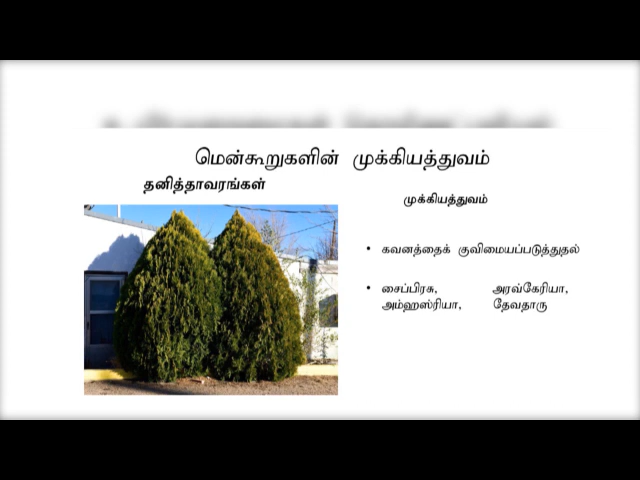 மென்கூறுகளின் முக்கியத்துவம்
தனித்தாவரங்கள்
முக்கியத்துவம்
• கவனத்தைக் குவிமையப்படுத்துதல்
• சைப்பிரசு, அரவ்கேரியா,
அம்ஹஸ்ரியா, தேவதாரு